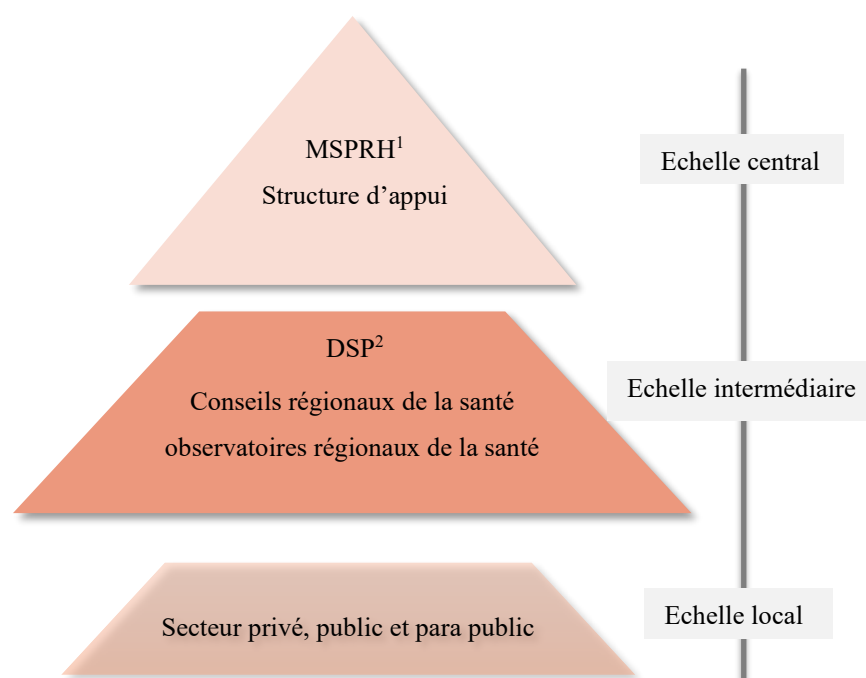 MSPRH¹
Structure d’appui
Echelle central
DSP²
Conseils régionaux de la santé
observatoires régionaux de la santé
Echelle intermédiaire
Secteur privé, public et para public
Echelle local